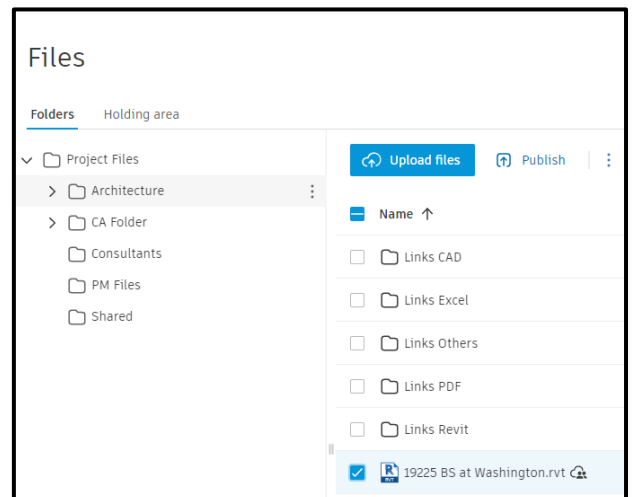 Files
Folders Holding area
Project Files
Architecture
CA Folder
Consultants
PM Files
Shared
Upload files Publish
Name
Links CAD
Links Excel
Links Others
Links PDF
Links Revit
R RVT 19225 BS at Washington.rvt